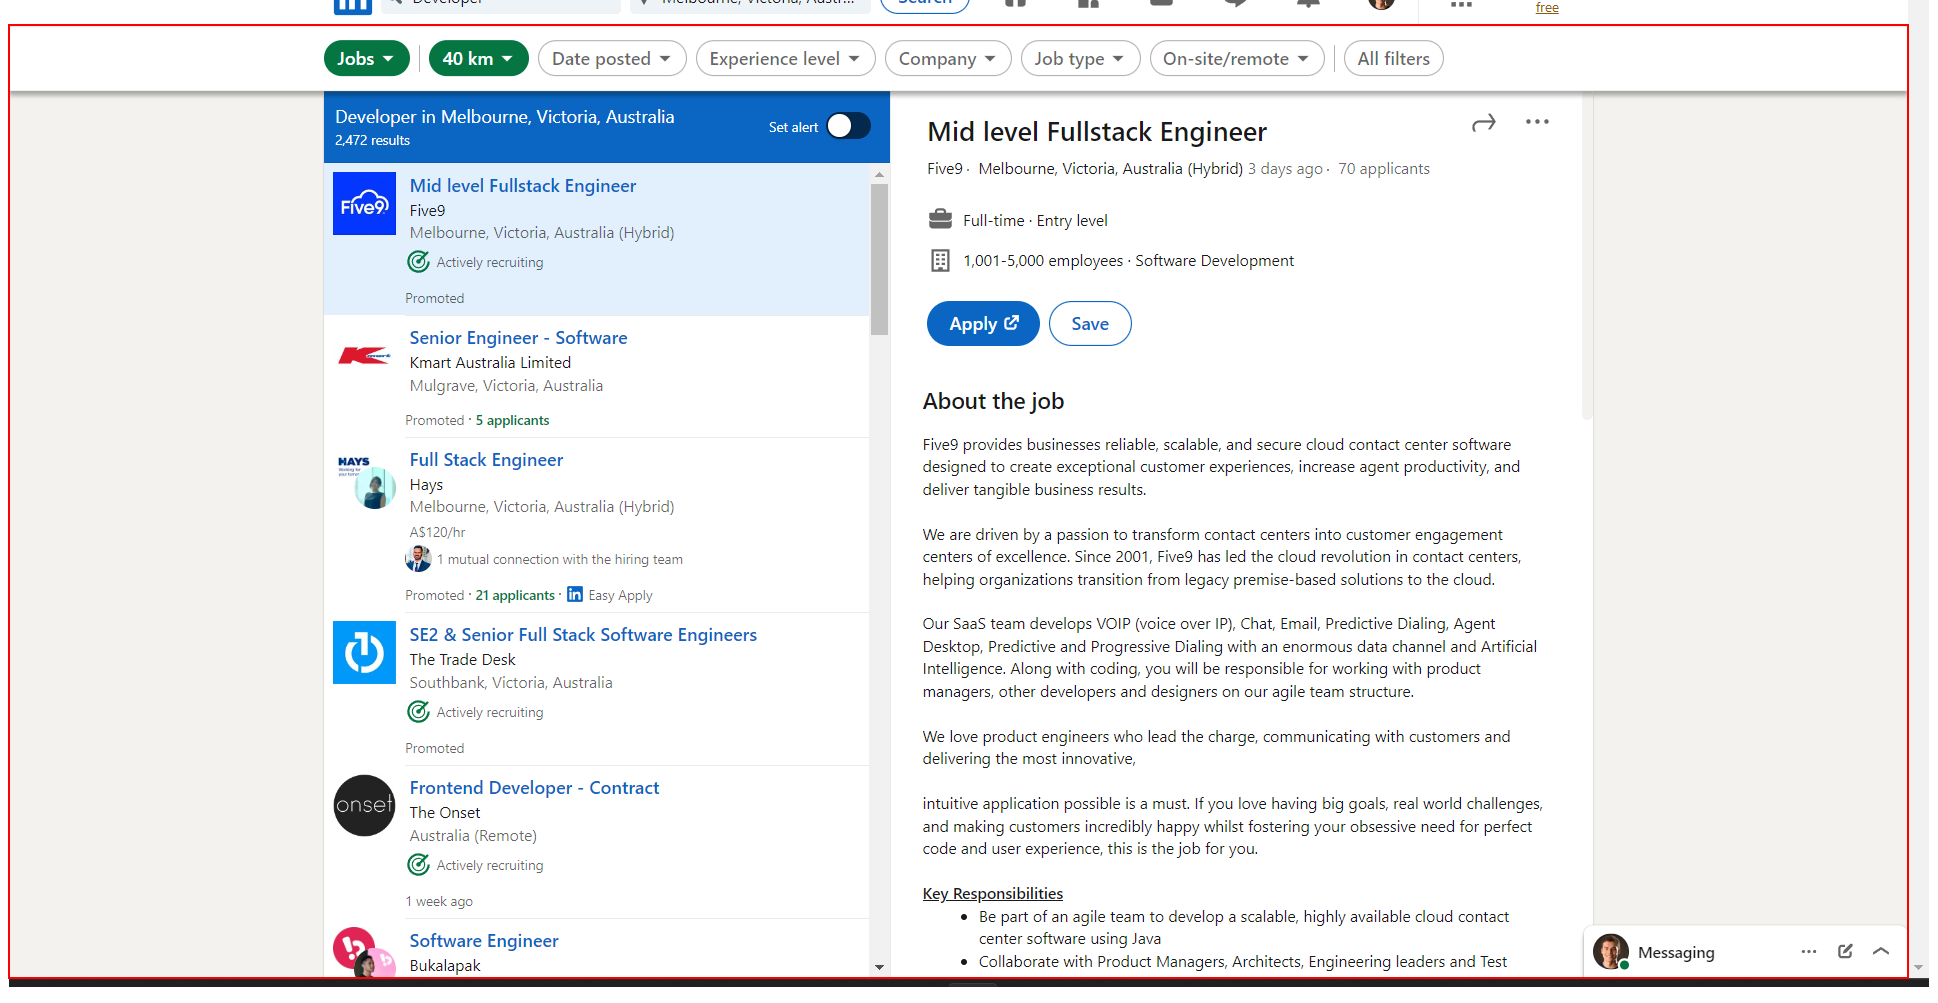 Developer
Melbourne, Victoria, Austr...
Search
free
Jobs
40 km
Date posted
Experience level
Company
Job type
On-site/remote
All filters
Developer in Melbourne, Victoria, Australia
2,472 results
Set alert
Five9
Mid level Fullstack Engineer
Five9
Melbourne, Victoria, Australia (Hybrid)
Actively recruiting
Promoted
Kmart
Senior Engineer - Software
Kmart Australia Limited
Mulgrave, Victoria, Australia
Promoted · 5 applicants
HAYS
Full Stack Engineer
Hays
Melbourne, Victoria, Australia (Hybrid)
A$120/hr
1 mutual connection with the hiring team
Promoted · 21 applicants · in Easy Apply
SE2 & Senior Full Stack Software Engineers
The Trade Desk
Southbank, Victoria, Australia
Actively recruiting
Promoted
onset
Frontend Developer - Contract
The Onset
Australia (Remote)
Actively recruiting
1 week ago
Software Engineer
Bukalapak
Mid level Fullstack Engineer
Five9 · Melbourne, Victoria, Australia (Hybrid) 3 days ago · 70 applicants
Full-time · Entry level
1,001-5,000 employees · Software Development
Apply
Save
About the job
Five9 provides businesses reliable, scalable, and secure cloud contact center software
designed to create exceptional customer experiences, increase agent productivity, and
deliver tangible business results.
We are driven by a passion to transform contact centers into customer engagement
centers of excellence. Since 2001, Five9 has led the cloud revolution in contact centers,
helping organizations transition from legacy premise-based solutions to the cloud.
Our SaaS team develops VOIP (voice over IP), Chat, Email, Predictive Dialing, Agent
Desktop, Predictive and Progressive Dialing with an enormous data channel and Artificial
Intelligence. Along with coding, you will be responsible for working with product
managers, other developers and designers on our agile team structure.
We love product engineers who lead the charge, communicating with customers and
delivering the most innovative,
intuitive application possible is a must. If you love having big goals, real world challenges,
and making customers incredibly happy whilst fostering your obsessive need for perfect
code and user experience, this is the job for you.
Key Responsibilities
• Be part of an agile team to develop a scalable, highly available cloud contact
center software using Java
• Collaborate with Product Managers, Architects, Engineering leaders and Test
Messaging